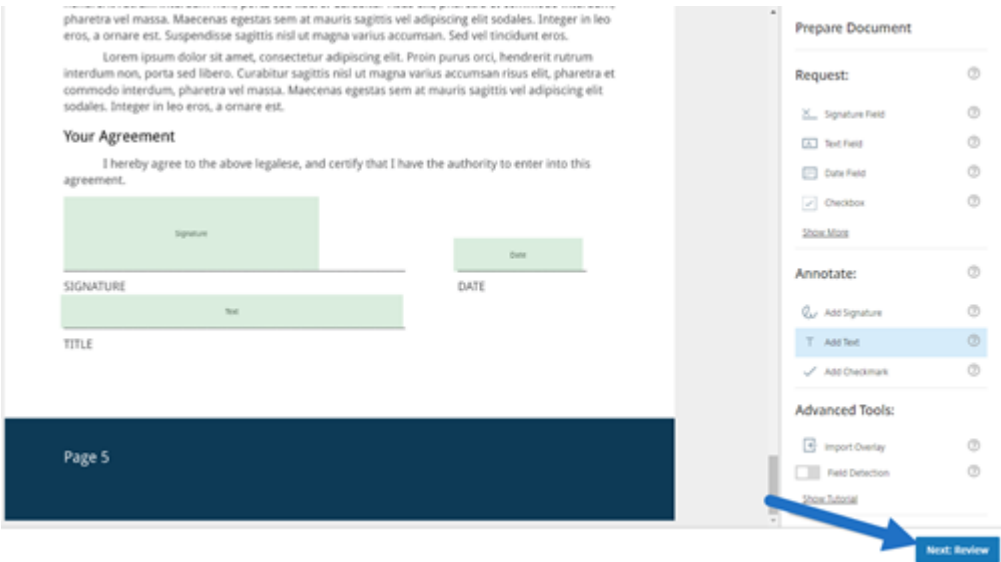 pharetra vel massa. Maecenas egestas sem at mauris sagittis vel adipiscing elit sodales. Integer in leo
eros, a ornare est. Suspendisse sagittis nisl ut magna varius accumsan. Sed vel tincidunt eros.
Lorem ipsum dolor sit amet, consectetur adipiscing elit. Proin purus orci, hendrerit rutrum
interdum non, porta sed libero. Curabitur sagittis nisl ut magna varius accumsan risus elit, pharetra et
commodo interdum, pharetra vel massa. Maecenas egestas sem at mauris sagittis vel adipiscing elit
sodales. Integer in leo eros, a ornare est.
Your Agreement
I hereby agree to the above legalese, and certify that I have the authority to enter into this
agreement.
Signature
Date
SIGNATURE
DATE
Text
TITLE
Page 5
Prepare Document
Request:
Signature Field
Text Field
Date Field
Checkbox
Show More
Annotate:
Add Signature
Add Text
Add Checkmark
Advanced Tools:
Import Overlay
Field Detection
Show Tutorial
Next: Review